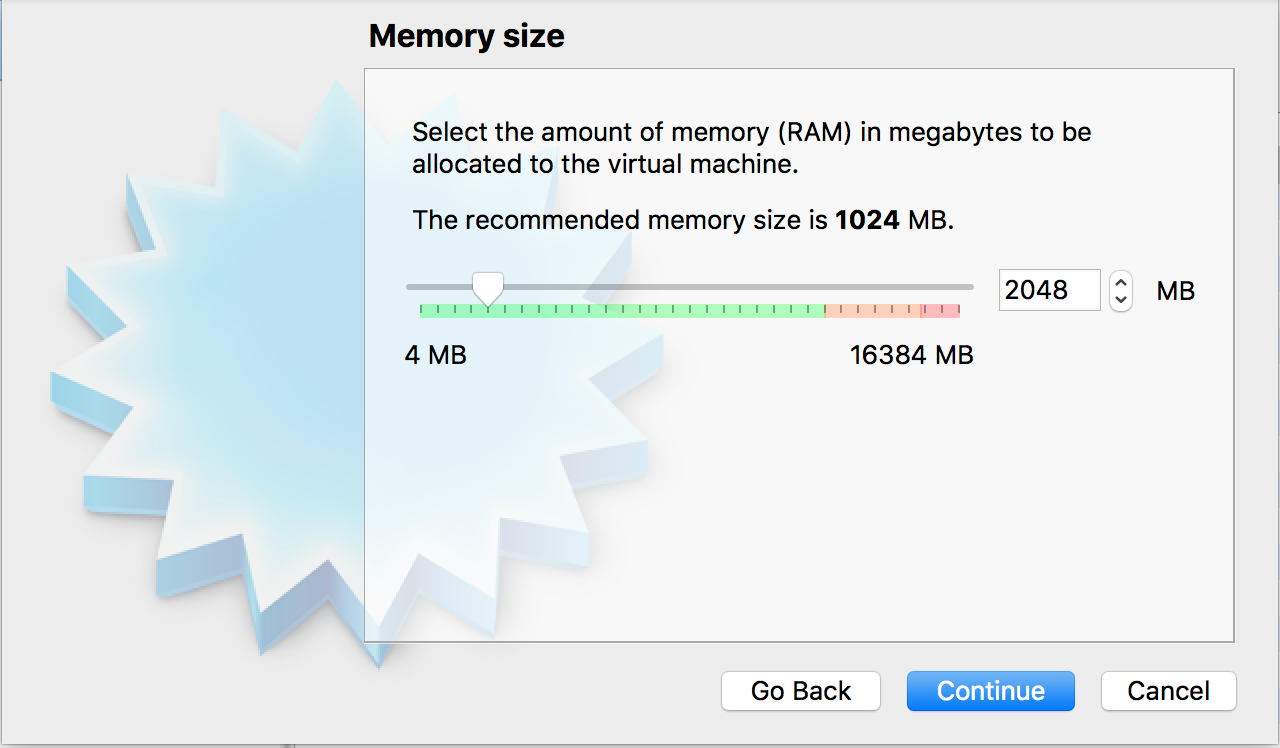 Memory size
Select the amount of memory (RAM) in megabytes to be
allocated to the virtual machine.
The recommended memory size is 1024 MB.
2048 MB
4 MB 16384 MB
Go Back Continue Cancel